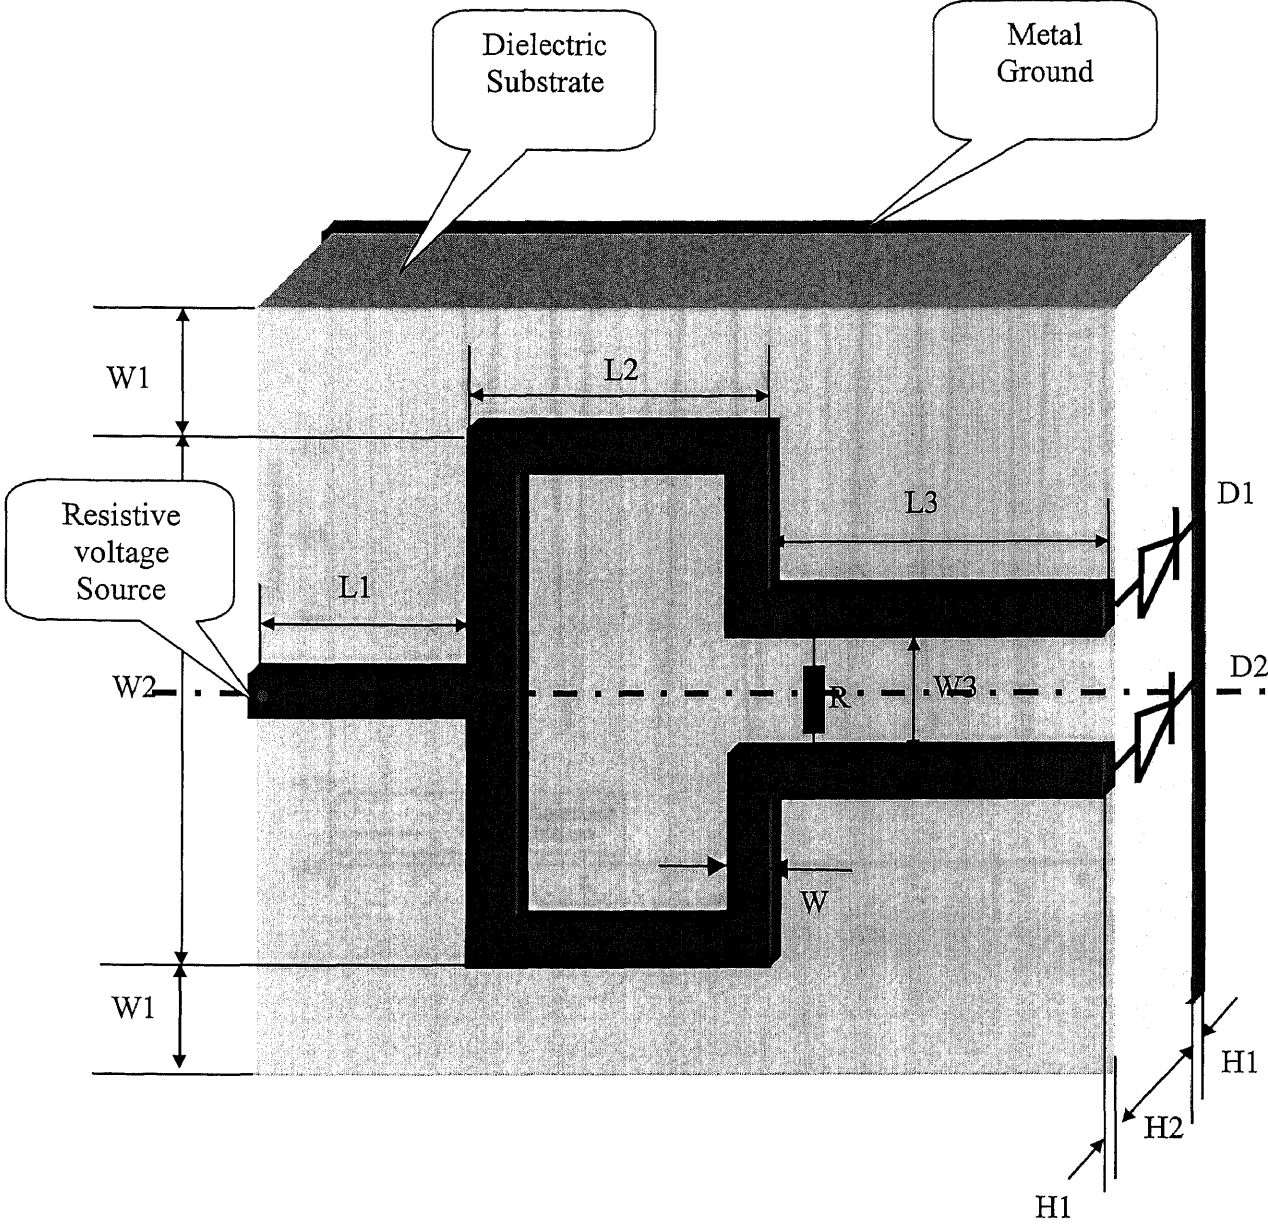 Dielectric
Substrate
Metal
Ground
W1
L2
Resistive
voltage
Source
L3
D1
L1
W2
R
W3
D2
W
W1
H1
H2
H1